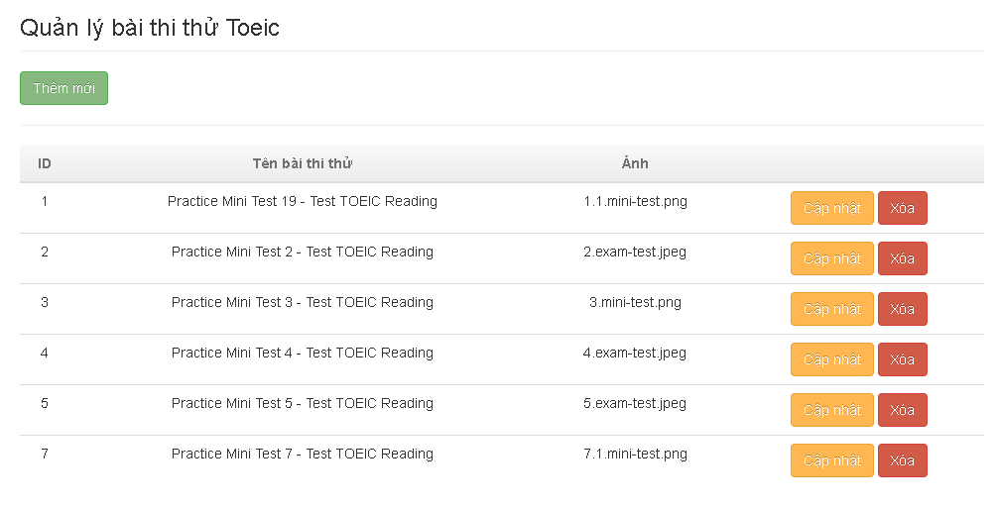 Quản lý bài thi thử Toeic
Thêm mới
ID Tên bài thi thử Ảnh
1 Practice Mini Test 19 - Test TOEIC Reading 1.1.mini-test.png Cập nhật Xóa
2 Practice Mini Test 2 - Test TOEIC Reading 2.exam-test.jpeg Cập nhật Xóa
3 Practice Mini Test 3 - Test TOEIC Reading 3.mini-test.png Cập nhật Xóa
4 Practice Mini Test 4 - Test TOEIC Reading 4.exam-test.jpeg Cập nhật Xóa
5 Practice Mini Test 5 - Test TOEIC Reading 5.exam-test.jpeg Cập nhật Xóa
7 Practice Mini Test 7 - Test TOEIC Reading 7.1.mini-test.png Cập nhật Xóa